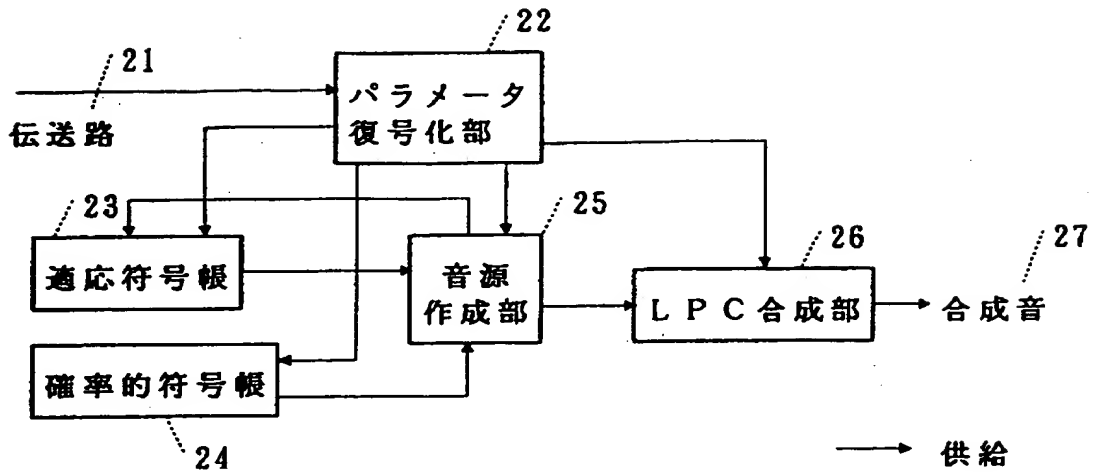 22
21
パラメータ
復号化部
伝送路
23
25
26
27
適応符号帳
音源
作成部
LPC合成部
合成音
確率的符号帳
24
供給